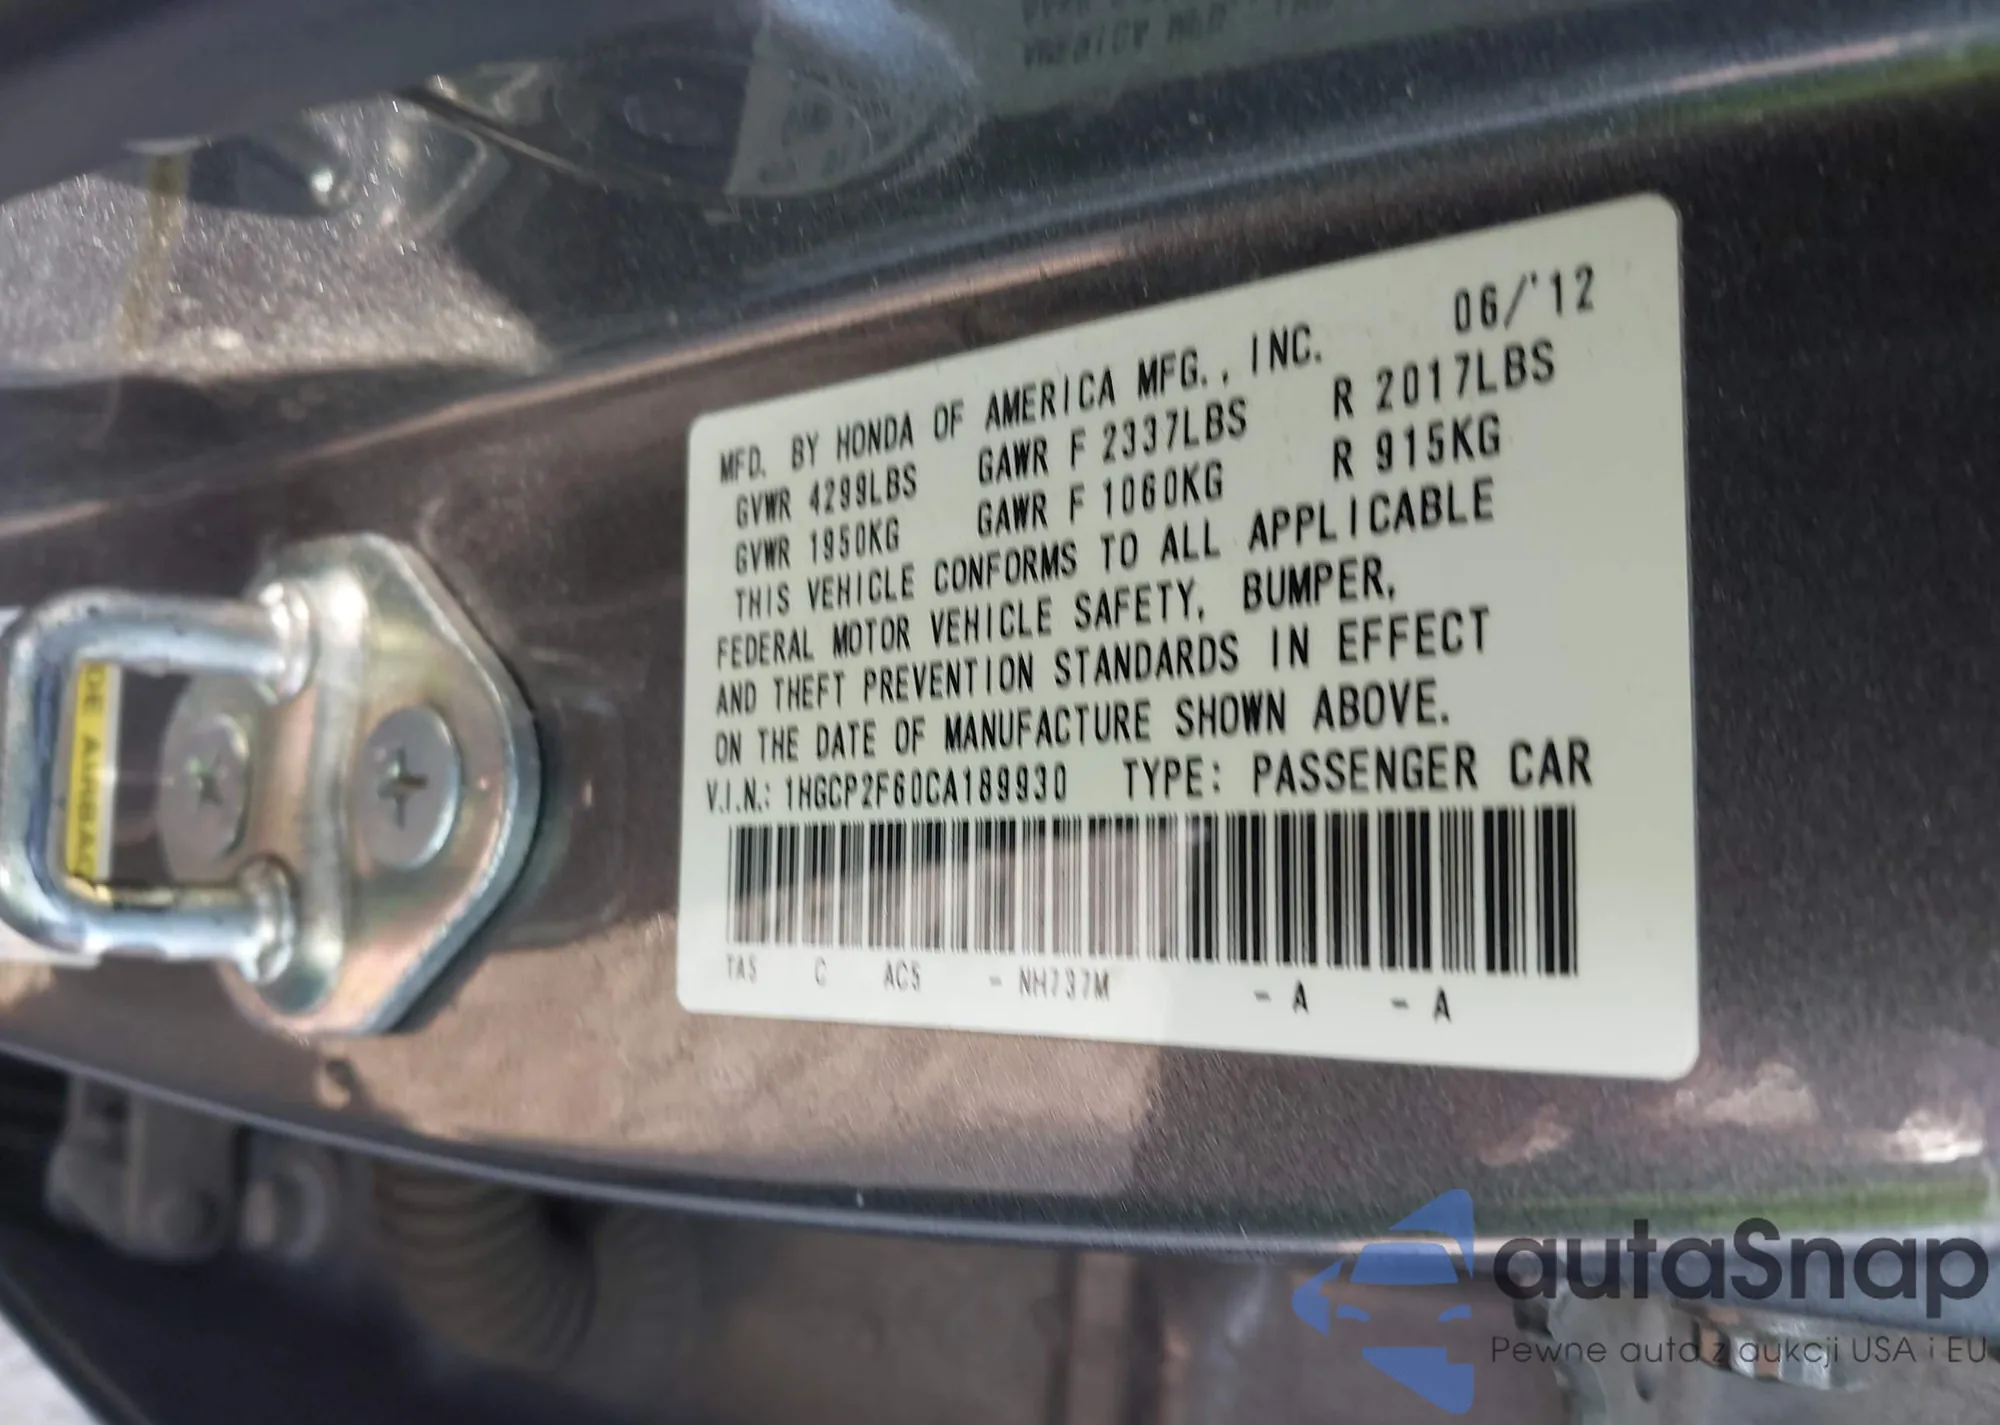 06/'12
MFD. BY HONDA OF AMERICA MFG., INC.
GVWR 4299LBS GAWR F 2337LBS R 2017LBS
GVWR 1950KG GAWR F 1060KG R 915KG
THIS VEHICLE CONFORMS TO ALL APPLICABLE
FEDERAL MOTOR VEHICLE SAFETY, BUMPER,
AND THEFT PREVENTION STANDARDS IN EFFECT
ON THE DATE OF MANUFACTURE SHOWN ABOVE.
V.I.N.: 1HGCP2F60CA189930 TYPE: PASSENGER CAR
TA5 C AC5 - NH737M - A - A
DE AIRBAG
autaSnap
Pewne auta z aukcji USA i EU